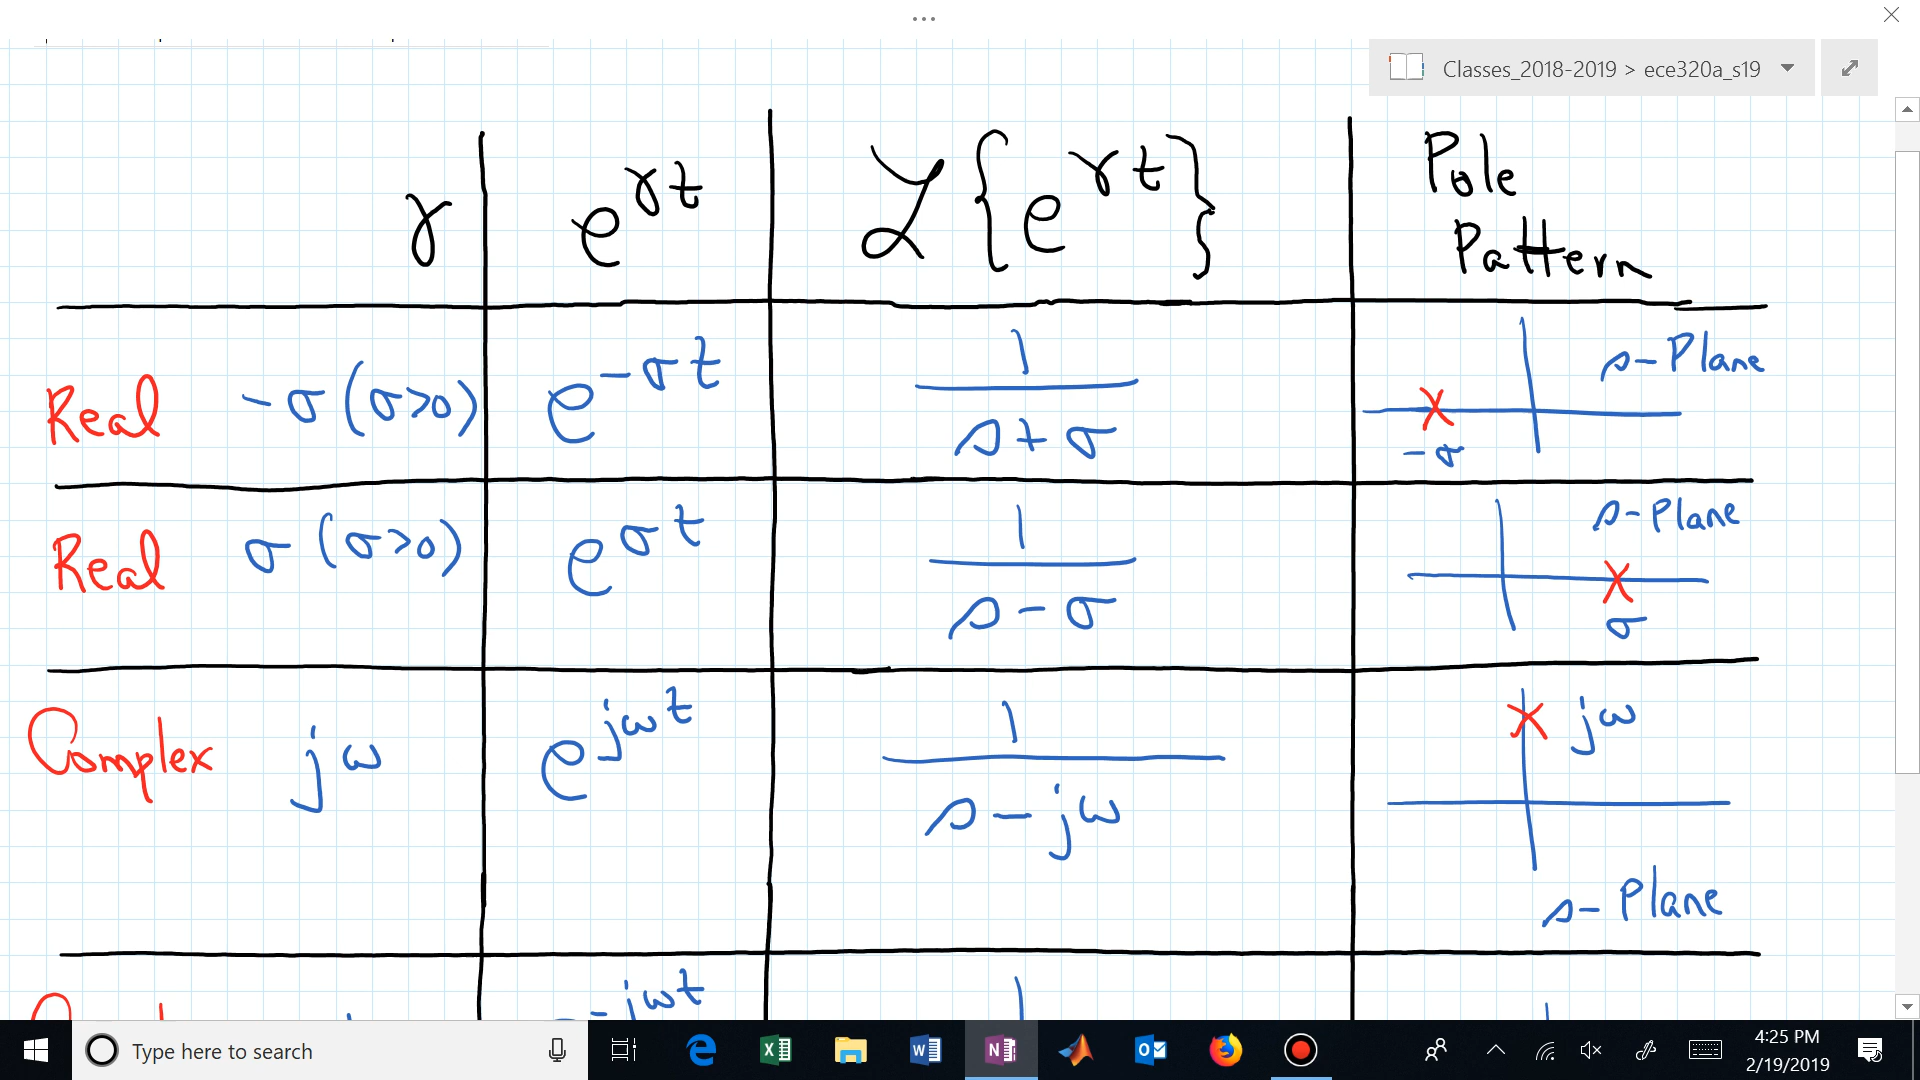 Classes_2018-2019 > ece320a_s19
γ e^{γt} ℒ{e^{γt}} Pole Pattern
Real -σ (σ>0) e^{-σt} 1/(s+σ) s-Plane
-σ
Real σ (σ>0) e^{σt} 1/(s-σ) s-Plane
σ
Complex jω e^{jωt} 1/(s-jω) jω
s-Plane
-jωt 1
Type here to search
4:25 PM
2/19/2019